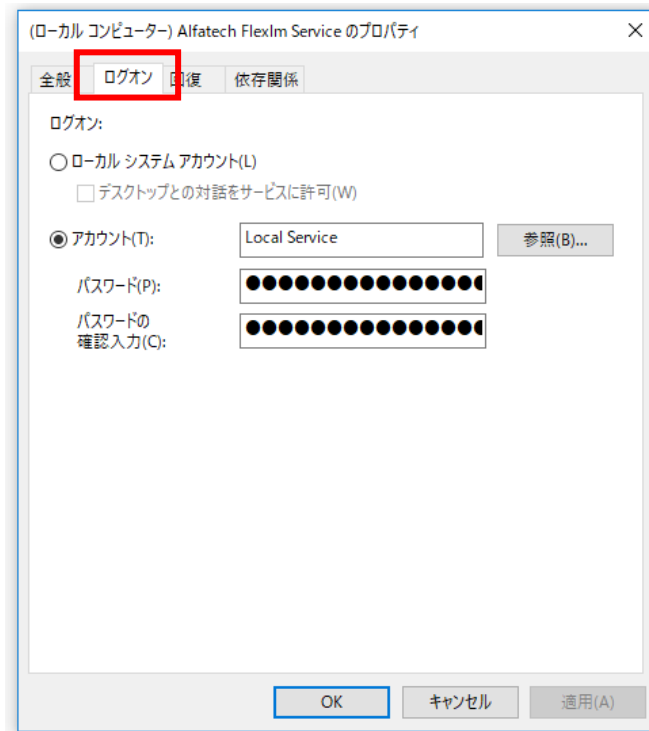 (ローカル コンピューター) Alfatech Flexlm Service のプロパティ
全般 ログオン 回復 依存関係
ログオン:
ローカル システム アカウント(L)
デスクトップとの対話をサービスに許可(W)
アカウント(T): Local Service 参照(B)...
パスワード(P): ●●●●●●●●●●●●●●●
パスワードの
確認入力(C): ●●●●●●●●●●●●●●●
OK キャンセル 適用(A)